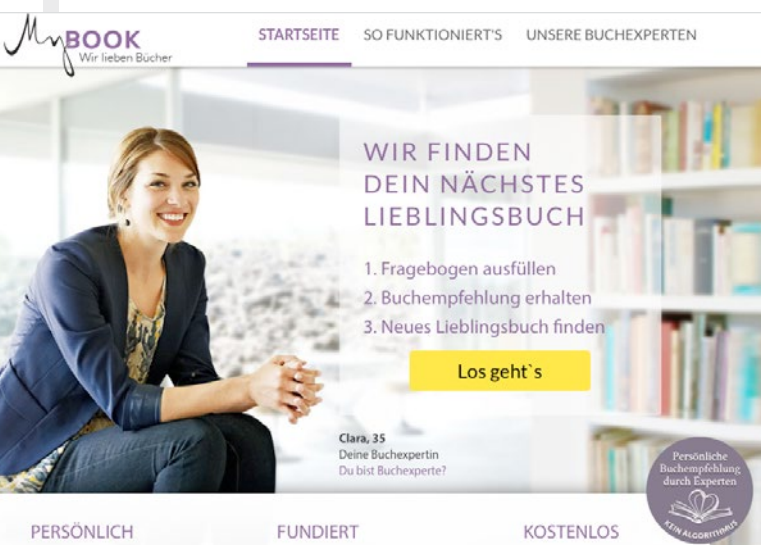 MyBOOK
Wir lieben Bücher
STARTSEITE SO FUNKTIONIERT'S UNSERE BUCHEXPERTEN
WIR FINDEN
DEIN NÄCHSTES
LIEBLINGSBUCH
1. Fragebogen ausfüllen
2. Buchempfehlung erhalten
3. Neues Lieblingsbuch finden
Los geht`s
Clara, 35
Deine Buchexpertin
Du bist Buchexperte?
Persönliche
Buchempfehlung
durch Experten
KEIN ALGORITHMUS
PERSÖNLICH FUNDIERT KOSTENLOS